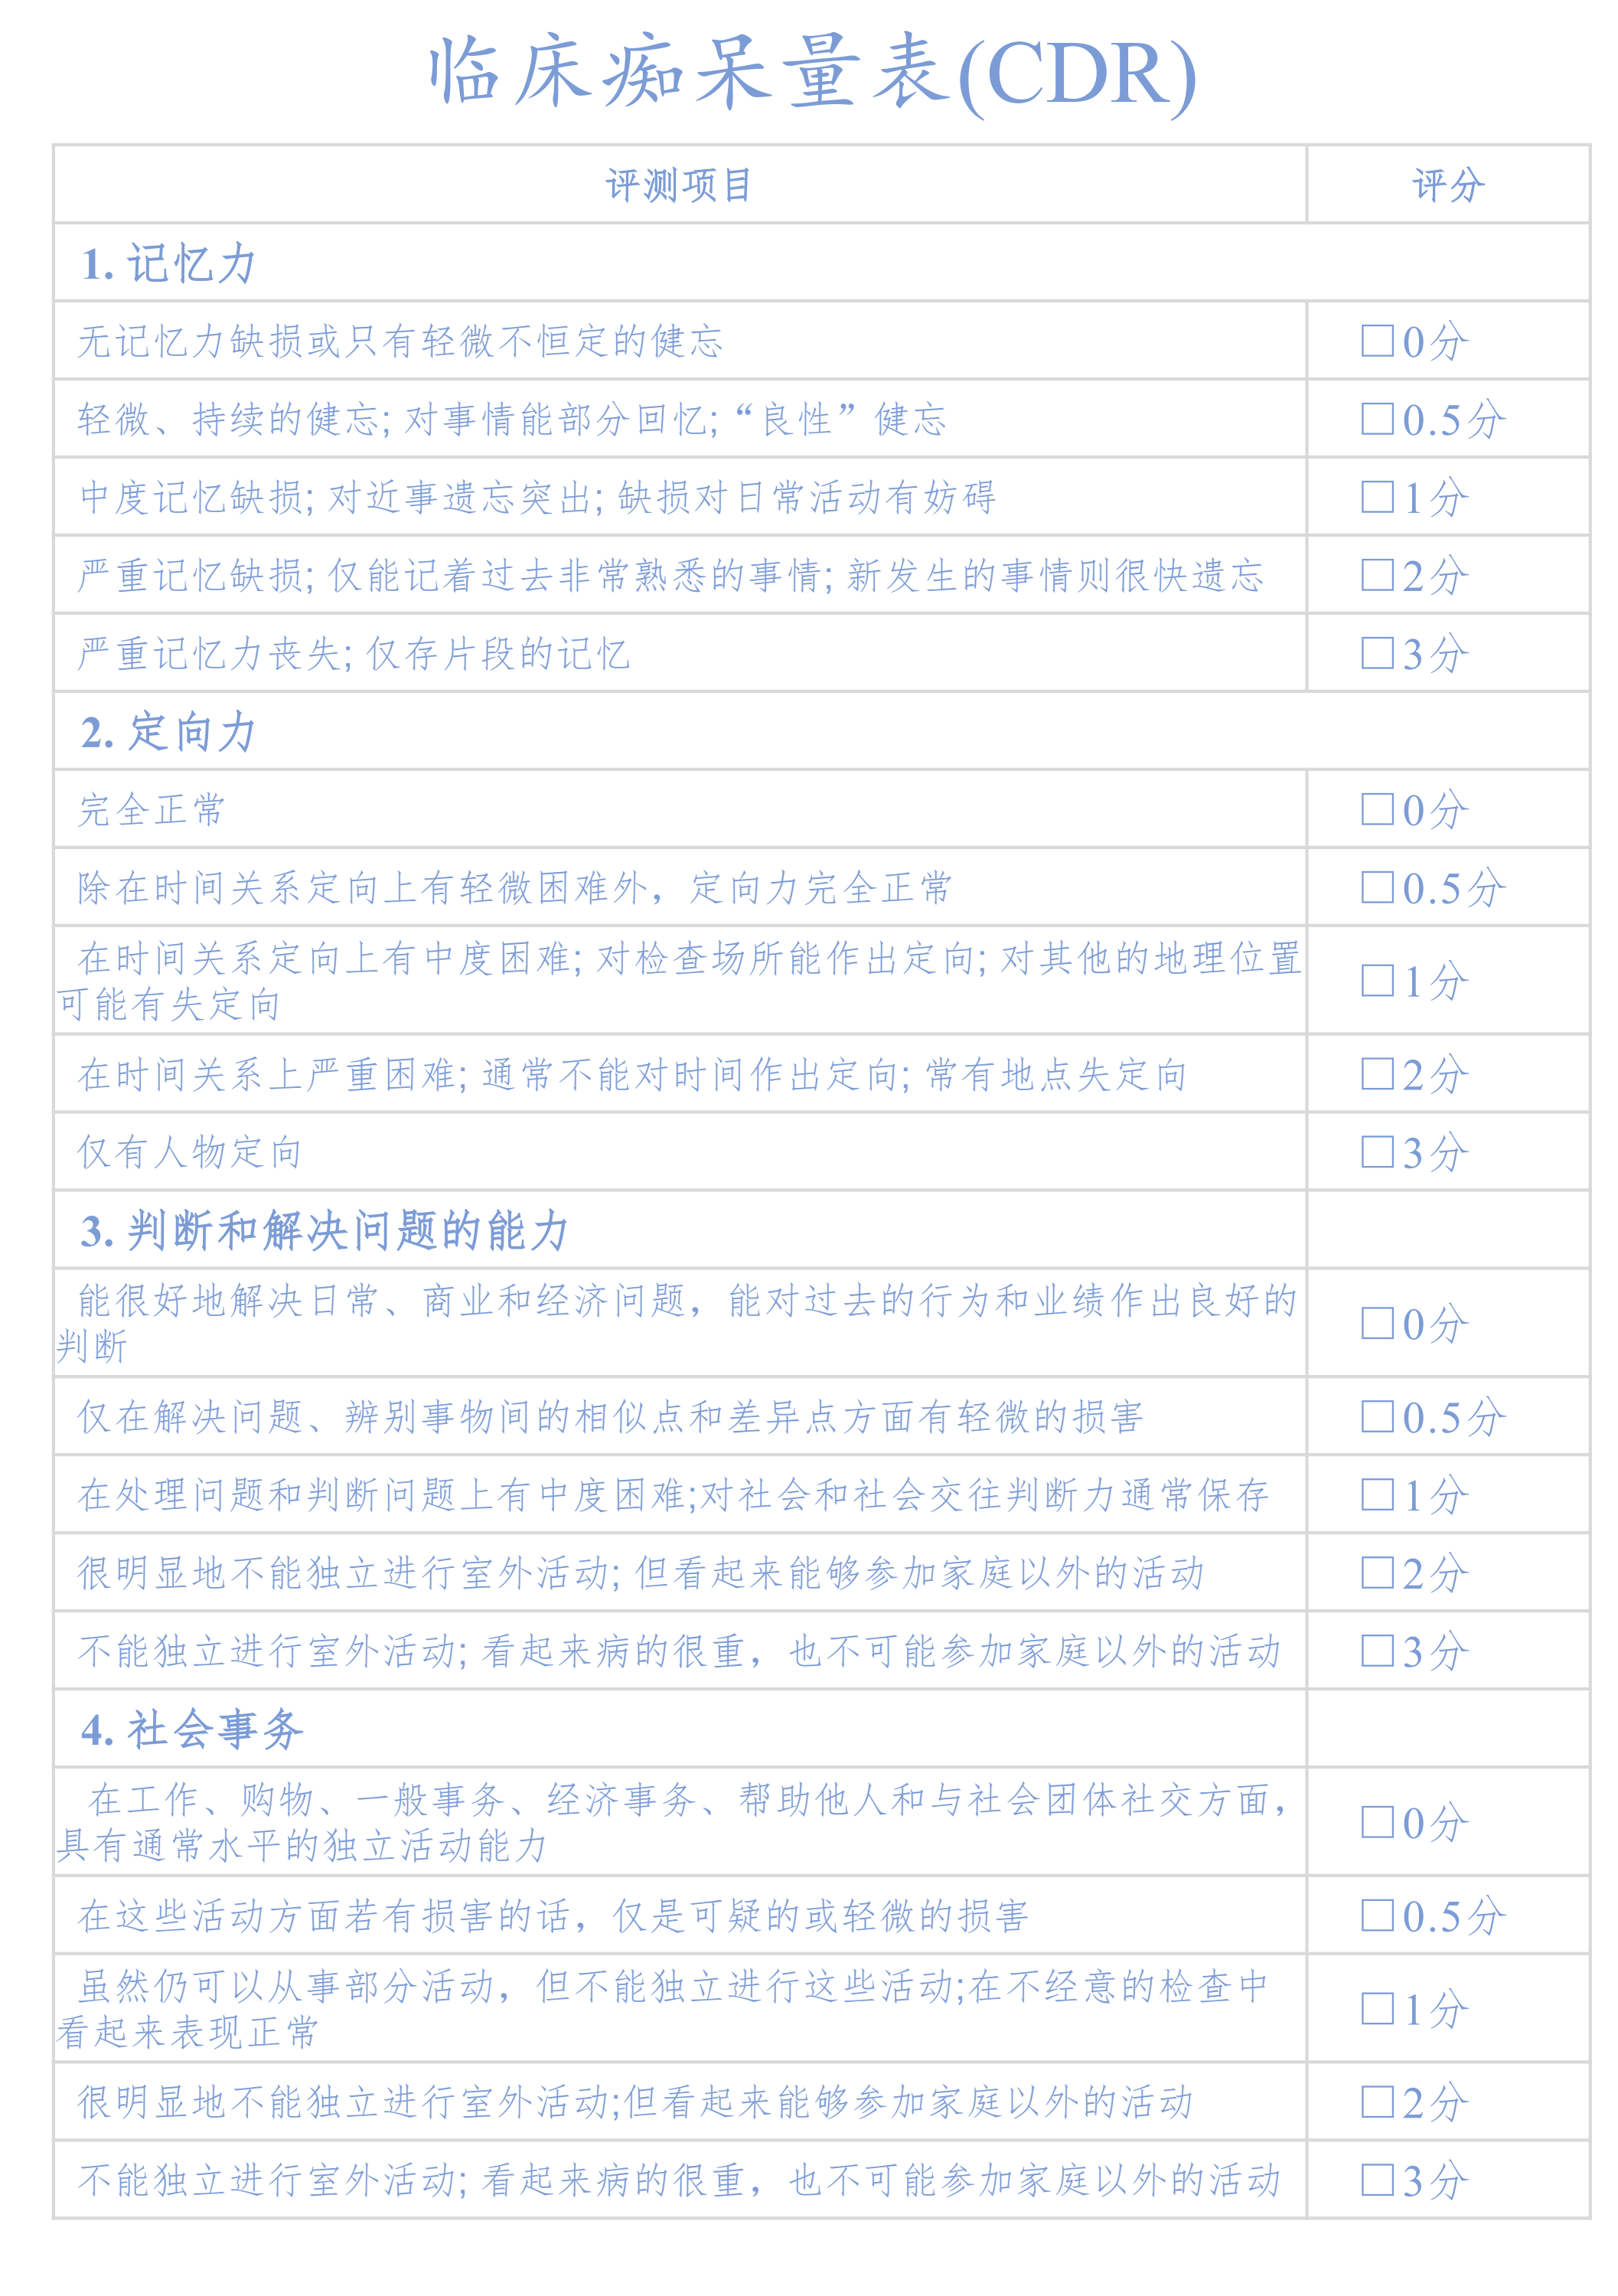 临床痴呆量表(CDR)
评测项目 评分
1. 记忆力
无记忆力缺损或只有轻微不恒定的健忘 □0分
轻微、持续的健忘; 对事情能部分回忆; “良性”健忘 □0.5分
中度记忆缺损; 对近事遗忘突出; 缺损对日常活动有妨碍 □1分
严重记忆缺损; 仅能记着过去非常熟悉的事情; 新发生的事情则很快遗忘 □2分
严重记忆力丧失; 仅存片段的记忆 □3分
2. 定向力
完全正常 □0分
除在时间关系定向上有轻微困难外，定向力完全正常 □0.5分
在时间关系定向上有中度困难; 对检查场所能作出定向; 对其他的地理位置
可能有失定向 □1分
在时间关系上严重困难; 通常不能对时间作出定向; 常有地点失定向 □2分
仅有人物定向 □3分
3. 判断和解决问题的能力
能很好地解决日常、商业和经济问题，能对过去的行为和业绩作出良好的
判断 □0分
仅在解决问题、辨别事物间的相似点和差异点方面有轻微的损害 □0.5分
在处理问题和判断问题上有中度困难;对社会和社会交往判断力通常保存 □1分
很明显地不能独立进行室外活动; 但看起来能够参加家庭以外的活动 □2分
不能独立进行室外活动; 看起来病的很重，也不可能参加家庭以外的活动 □3分
4. 社会事务
在工作、购物、一般事务、经济事务、帮助他人和与社会团体社交方面，
具有通常水平的独立活动能力 □0分
在这些活动方面若有损害的话，仅是可疑的或轻微的损害 □0.5分
虽然仍可以从事部分活动，但不能独立进行这些活动;在不经意的检查中
看起来表现正常 □1分
很明显地不能独立进行室外活动;但看起来能够参加家庭以外的活动 □2分
不能独立进行室外活动; 看起来病的很重，也不可能参加家庭以外的活动 □3分